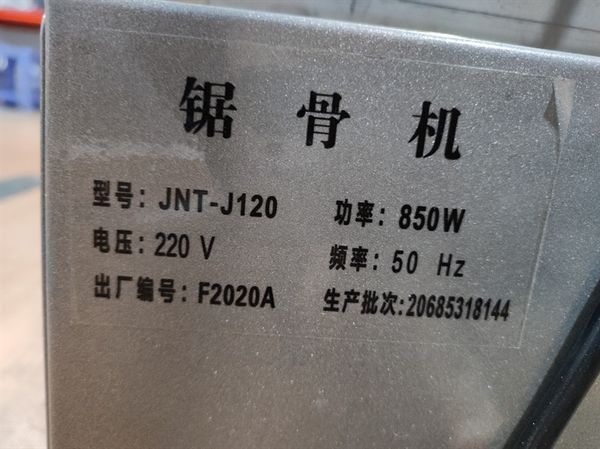 锯骨机
型号: JNT-J120 功率: 850W
电压: 220 V 频率: 50 Hz
出厂编号: F2020A 生产批次:20685318144